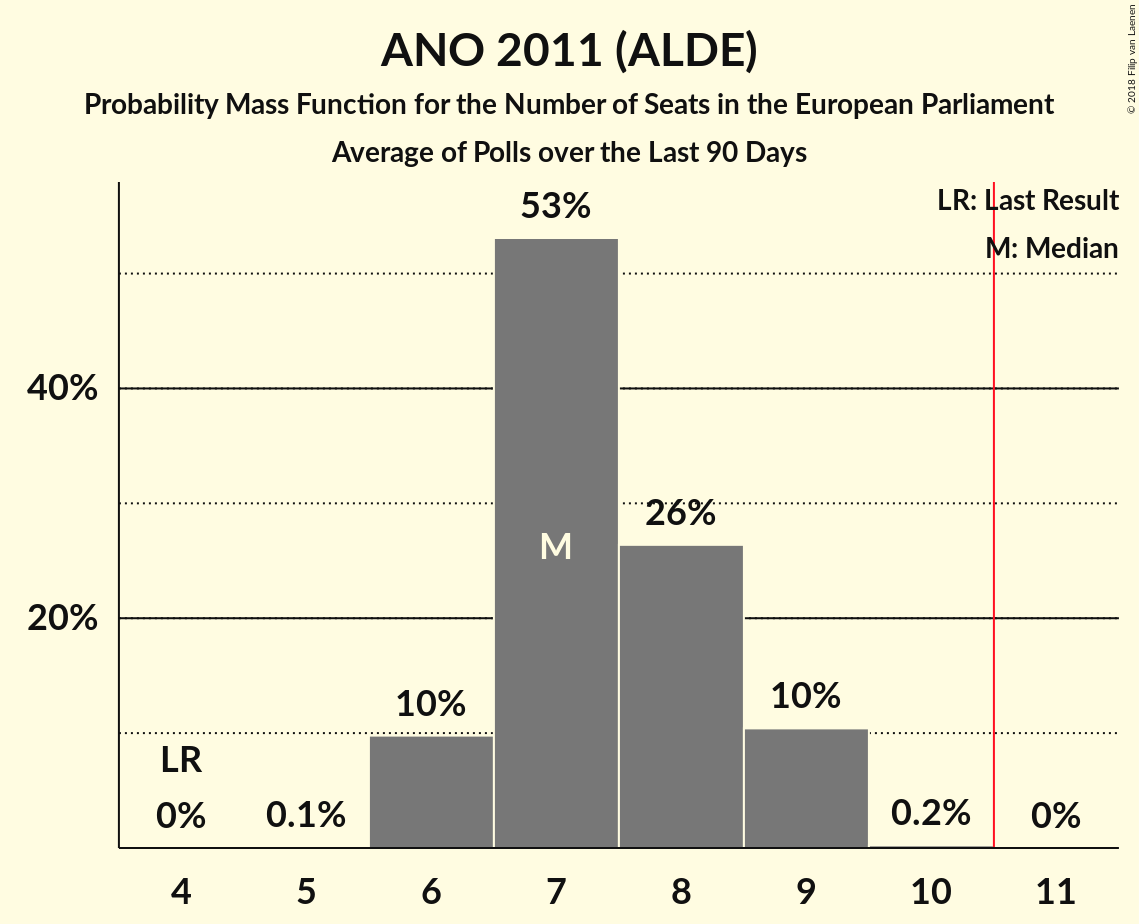 ANO 2011 (ALDE)
Probability Mass Function for the Number of Seats in the European Parliament
Average of Polls over the Last 90 Days
© 2018 Filip van Laenen
LR: Last Result
M: Median
53%
40%
26%
M
20%
10%
10%
LR
0%
0.1%
0.2%
0%
4 5 6 7 8 9 10 11